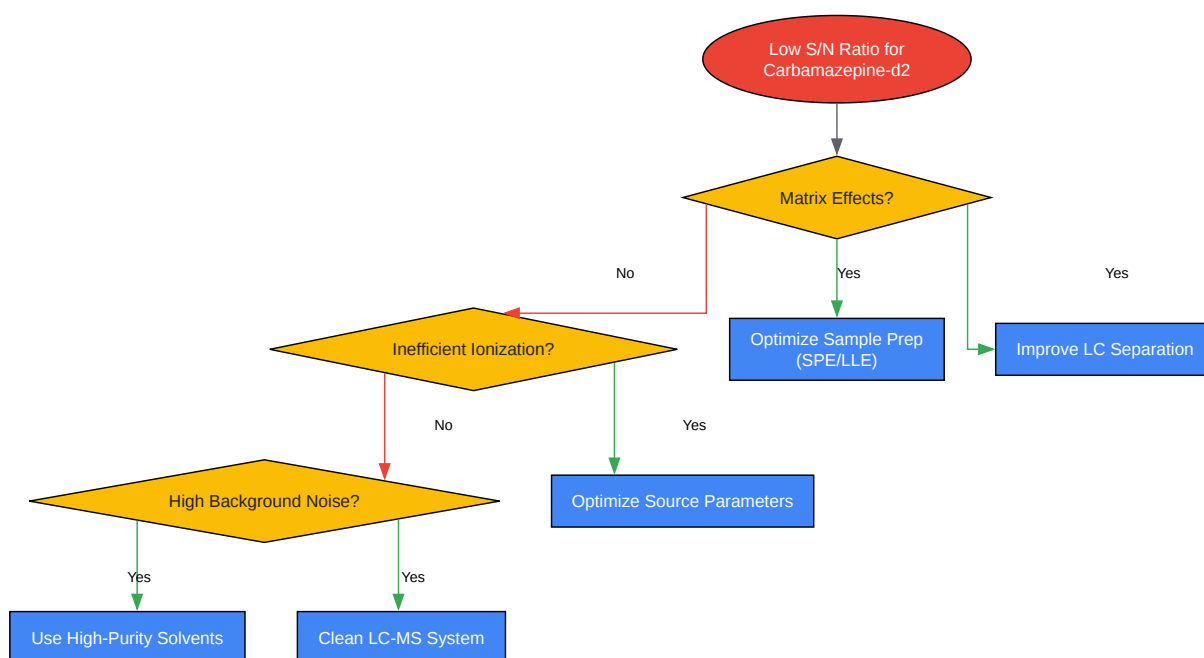 Low S/N Ratio for
Carbamazepine-d2
Matrix Effects?
No
Yes
Yes
Optimize Sample Prep
(SPE/LLE)
Improve LC Separation
Inefficient Ionization?
No
Yes
Optimize Source Parameters
High Background Noise?
Yes
Yes
Use High-Purity Solvents
Clean LC-MS System